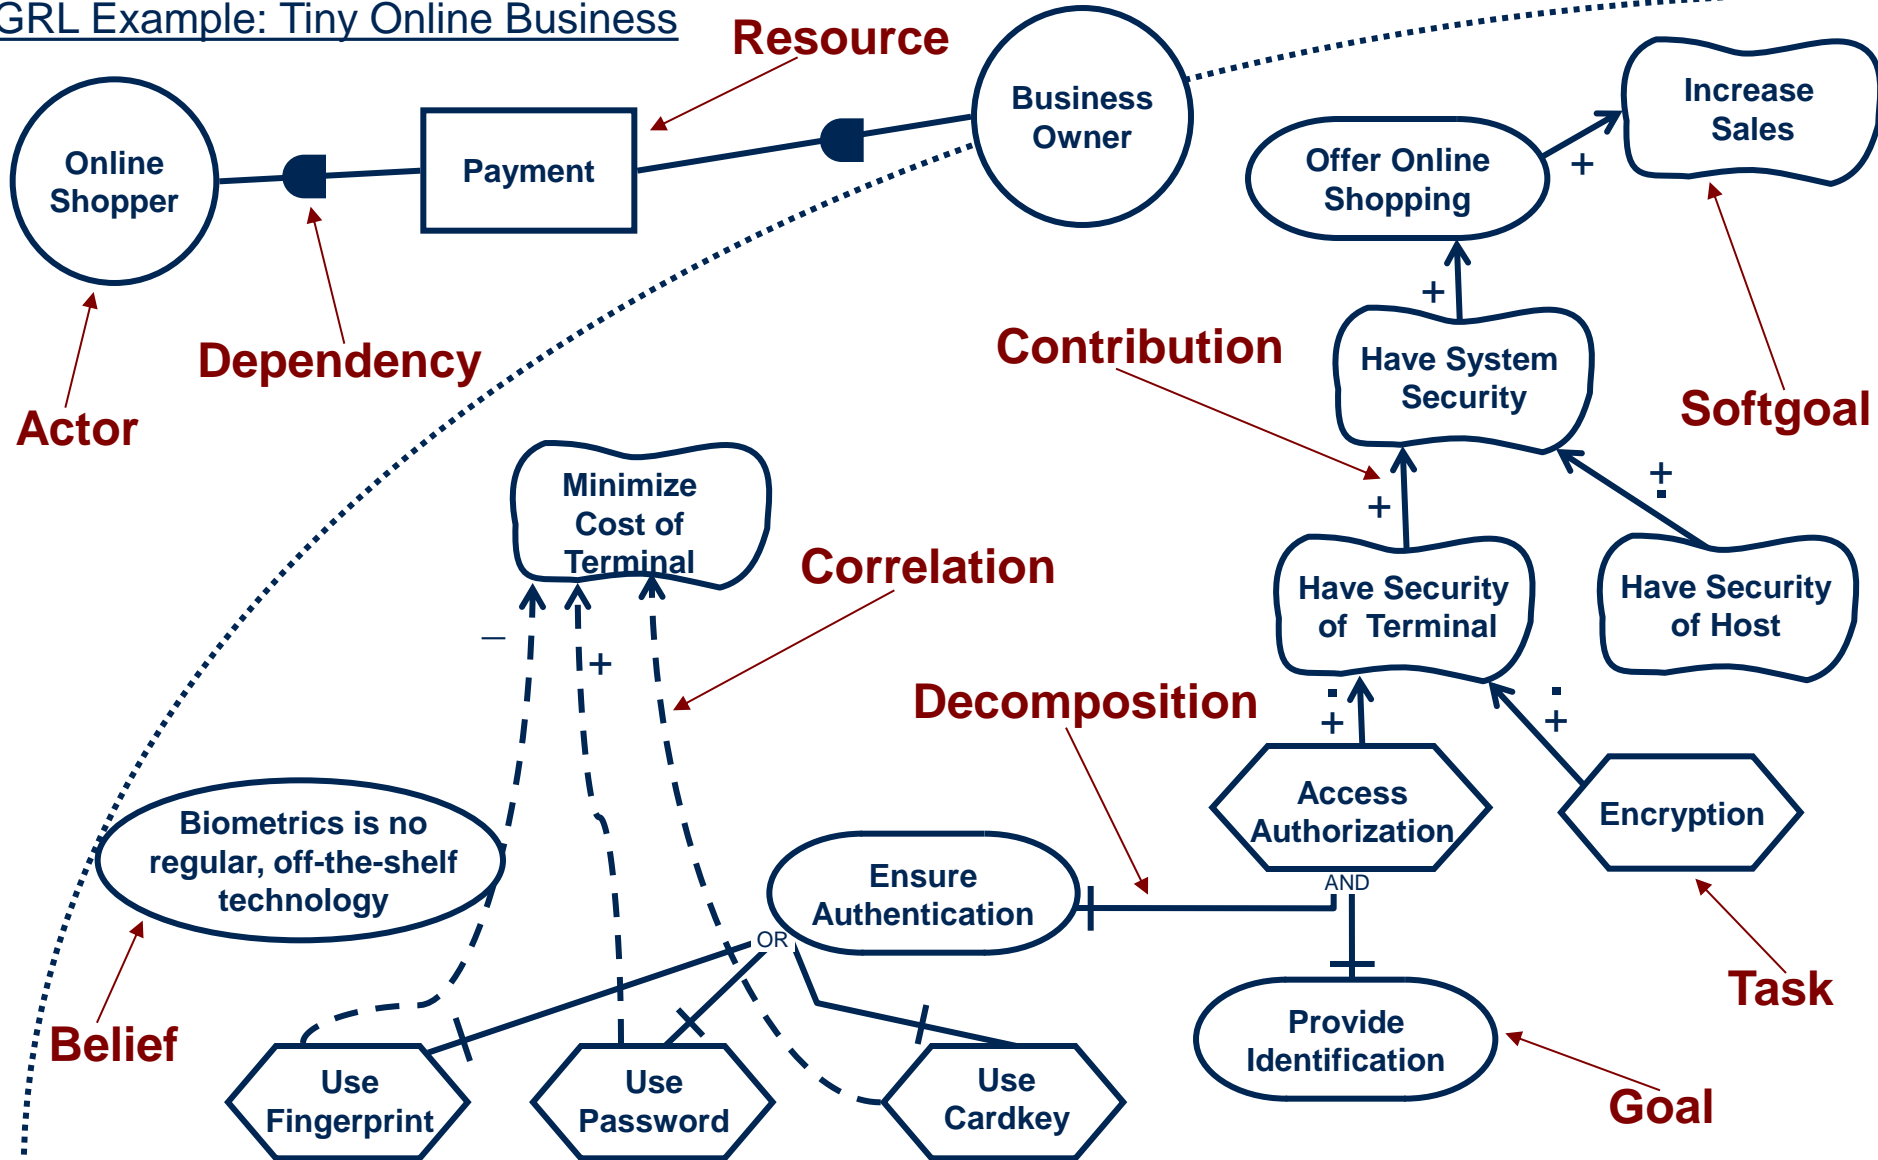 GRL Example: Tiny Online Business
Resource
Business
Owner
Increase
Sales
Online
Shopper
Payment
Offer Online
Shopping
+
+
Dependency
Actor
Contribution
Have System
Security
Softgoal
Minimize
Cost of
Terminal
+
+
Correlation
Have Security
of Terminal
Have Security
of Host
–
+
Decomposition
+
+
Access
Authorization
Encryption
Biometrics is no
regular, off-the-shelf
technology
Ensure
Authentication
AND
OR
Task
Belief
Provide
Identification
Goal
Use
Fingerprint
Use
Password
Use
Cardkey